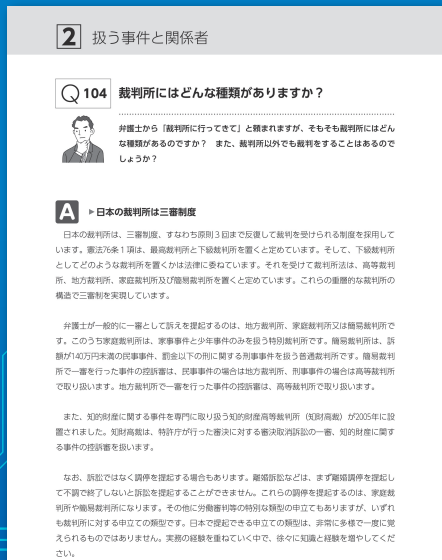 2 扱う事件と関係者
Q 104 裁判所にはどんな種類がありますか？
弁護士から「裁判所に行ってきて」と頼まれますが、そもそも裁判所にはどん
な種類があるのですか？　また、裁判所以外でも裁判をすることはあるので
しょうか？
A ▶日本の裁判所は三審制度
日本の裁判所は、三審制度、すなわち原則３回まで反復して裁判を受けられる制度を採用して
います。憲法76条１項は、最高裁判所と下級裁判所を置くと定めています。そして、下級裁判所
としてどのような裁判所を置くかは法律に委ねています。それを受けて裁判所法は、高等裁判
所、地方裁判所、家庭裁判所及び簡易裁判所を置くと定めています。これらの重層的な裁判所の
構造で三審制を実現しています。
弁護士が一般的に一審として訴えを提起するのは、地方裁判所、家庭裁判所又は簡易裁判所で
す。このうち家庭裁判所は、家事事件と少年事件のみを扱う特別裁判所です。簡易裁判所は、訴
額が140万円未満の民事事件、罰金以下の刑に関する刑事事件を扱う普通裁判所です。簡易裁判
所で一審を行った事件の控訴審は、民事事件の場合は地方裁判所、刑事事件の場合は高等裁判所
で取り扱います。地方裁判所で一審を行った事件の控訴審は、高等裁判所で取り扱います。
また、知的財産に関する事件を専門に取り扱う知的財産高等裁判所（知財高裁）が2005年に設
置されました。知財高裁は、特許庁が行った審決に対する審決取消訴訟の一審、知的財産に関す
る事件の控訴審を扱います。
なお、訴訟ではなく調停を提起する場合もあります。離婚訴訟などは、まず離婚調停を提起し
て不調で終了しないと訴訟を提起することができません。これらの調停を提起するのは、家庭裁
判所や簡易裁判所になります。その他に労働審判等の特別な類型の申立てもありますが、いずれ
も裁判所に対する申立ての類型です。日本で提起できる申立ての類型は、非常に多様で一度に覚
えられるものではありません。実務の経験を重ねていく中で、徐々に知識と経験を増やしてくだ
さい。